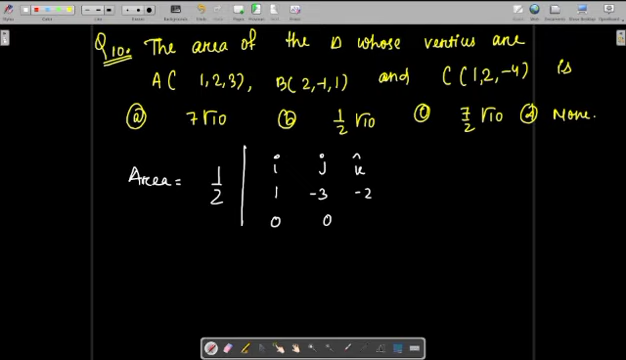 Q10. The area of the Δ whose vertices are
A( 1, 2, 3), B( 2, -1, 1) and C( 1, 2, -4) is
ⓐ 7√10 ⓑ 1/2 √10 ⓒ 7/2 √10 ⓓ None.
Area = 1/2 | i j k̂
1 -3 -2
0 0